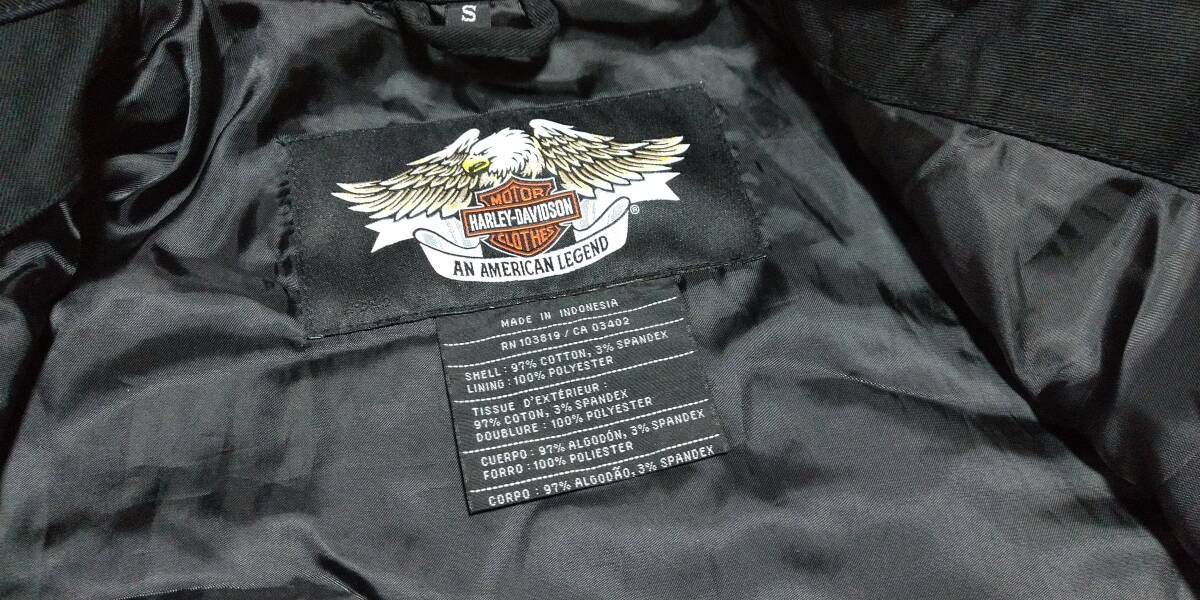 S
MOTOR
HARLEY-DAVIDSON
CLOTHES
®
AN AMERICAN LEGEND
MADE IN INDONESIA
RN 103819 / CA 03402
SHELL : 97% COTTON, 3% SPANDEX
LINING : 100% POLYESTER
TISSUE D'EXTÉRIEUR :
97% COTON, 3% SPANDEX
DOUBLURE : 100% POLYESTER
CUERPO : 97% ALGODÓN, 3% SPANDEX
FORRO : 100% POLIESTER
CORPO : 97% ALGODÃO, 3% SPANDEX